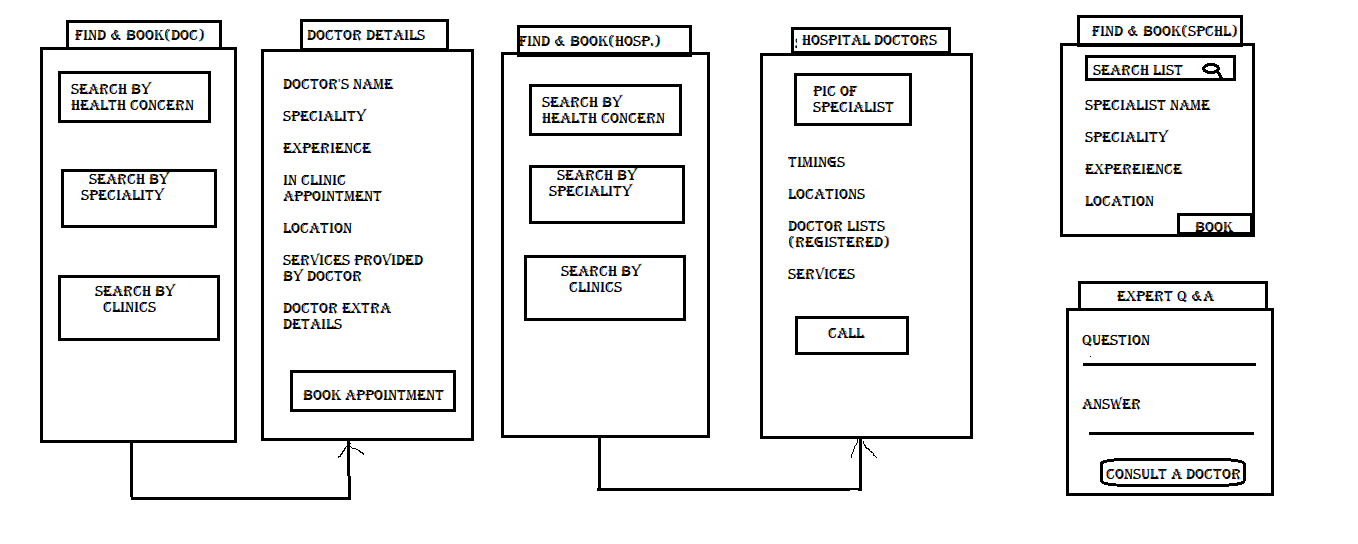 FIND & BOOK(DOC)
SEARCH BY
HEALTH CONCERN
SEARCH BY
SPECIALITY
SEARCH BY
CLINICS
DOCTOR DETAILS
DOCTOR'S NAME
SPECIALITY
EXPERIENCE
IN CLINIC
APPOINTMENT
LOCATION
SERVICES PROVIDED
BY DOCTOR
DOCTOR EXTRA
DETAILS
BOOK APPOINTMENT
FIND & BOOK(HOSP.)
SEARCH BY
HEALTH CONCERN
SEARCH BY
SPECIALITY
SEARCH BY
CLINICS
HOSPITAL DOCTORS
PIC OF
SPECIALIST
TIMINGS
LOCATIONS
DOCTOR LISTS
(REGISTERED)
SERVICES
CALL
FIND & BOOK(SPCHL)
SEARCH LIST
SPECIALIST NAME
SPECIALITY
EXPEREIENCE
LOCATION
BOOK
EXPERT Q &A
QUESTION
ANSWER
CONSULT A DOCTOR